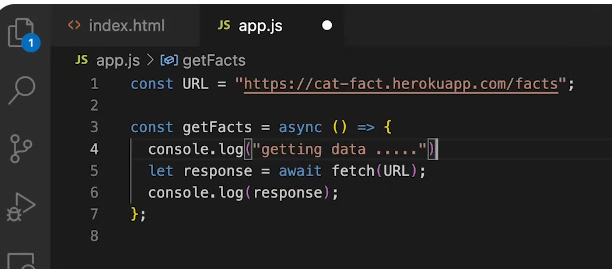 index.html JS app.js
1
JS app.js > getFacts
1 const URL = "https://cat-fact.herokuapp.com/facts";
2
3 const getFacts = async () => {
4 console.log("getting data .....")
5 let response = await fetch(URL);
6 console.log(response);
7 };
8